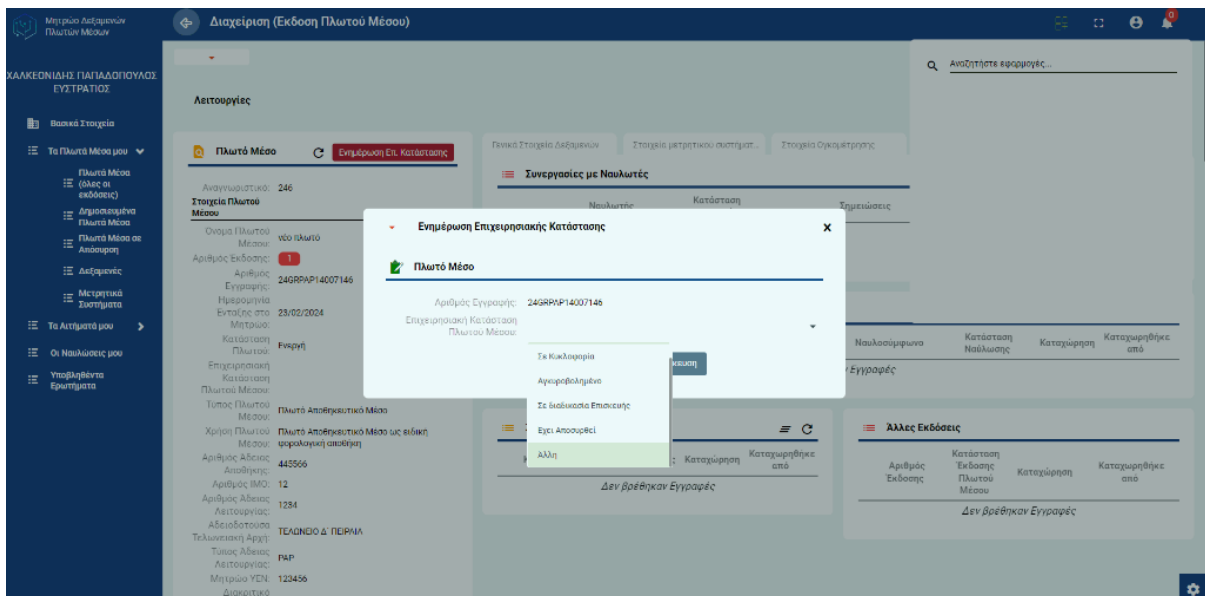 Μητρώο Δεξαμενών
Πλωτών Μέσων
Διαχείριση (Έκδοση Πλωτού Μέσου)
0
ΧΑΛΚΕΟΝΙΔΗΣ ΠΑΠΑΔΟΠΟΥΛΟΣ
ΕΥΣΤΡΑΤΙΟΣ
Αναζητήστε εφαρμογές...
Λειτουργίες
Βασικά Στοιχεία
Τα Πλωτά Μέσα μου
Πλωτά Μέσα
(όλες οι
εκδόσεις)
Δημοσιευμένα
Πλωτά Μέσα
Πλωτά Μέσα σε
Απόσυρση
Δεξαμενές
Μετρητικά
Συστήματα
Τα Αιτήματά μου
Οι Ναυλώσεις μου
Υποβληθέντα
Ερωτήματα
Πλωτό Μέσο
Ενημέρωση Επ. Κατάστασης
Αναγνωριστικό: 246
Στοιχεία Πλωτού
Μέσου
Όνομα Πλωτού
Μέσου: νέο πλωτό
Αριθμός Έκδοσης: 1
Αριθμός
Εγγραφής: 24GRPAP14007146
Ημερομηνία
Ένταξης στο
Μητρώο: 23/02/2024
Κατάσταση
Πλωτού: Ενεργή
Επιχειρησιακή
Κατάσταση
Πλωτού Μέσου:
Τύπος Πλωτού
Μέσου: Πλωτό Αποθηκευτικό Μέσο
Χρήση Πλωτού
Μέσου: Πλωτό Αποθηκευτικό Μέσο ως ειδική
φορολογική αποθήκη
Αριθμός Άδειας
Αποθήκης: 445566
Αριθμός ΙΜΟ: 12
Αριθμός Άδειας
Λειτουργίας: 1234
Αδειοδοτούσα
Τελωνειακή Αρχή: ΤΕΛΩΝΕΙΟ Δ' ΠΕΙΡΑΙΑ
Τύπος Άδειας
Λειτουργίας: PAP
Μητρώο ΥΕΝ: 123456
Διακριτικό
Γενικά Στοιχεία Δεξαμενών
Στοιχεία μετρητικού συστήματ...
Στοιχεία Ογκομέτρησης
Συνεργασίες με Ναυλωτές
Ναυλωτής
Κατάσταση
Σημειώσεις
Ενημέρωση Επιχειρησιακής Κατάστασης
x
Πλωτό Μέσο
Αριθμός Εγγραφής: 24GRPAP14007146
Επιχειρησιακή Κατάσταση
Πλωτού Μέσου:
Σε Κυκλοφορία
Αγκυροβολημένο
Σε διαδικασία Επισκευής
Έχει Αποσυρθεί
Άλλη
Ναυλοσύμφωνο
Κατάσταση
Ναύλωσης
Καταχώρηση
Καταχωρηθήκε
από
Εγγραφές
Καταχώρηση
Καταχωρηθήκε
από
Δεν βρέθηκαν Εγγραφές
Άλλες Εκδόσεις
Αριθμός
Έκδοσης
Κατάσταση
Έκδοσης
Πλωτού
Μέσου
Καταχώρηση
Καταχωρηθήκε
από
Δεν βρέθηκαν Εγγραφές